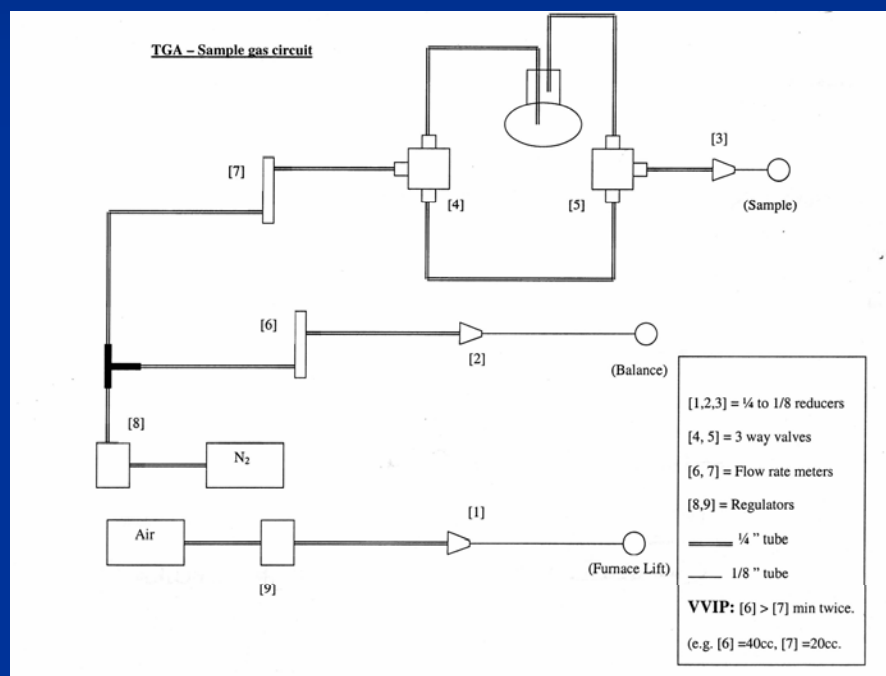 TGA – Sample gas circuit
[3]
[7]
[4]
[5]
(Sample)
[6]
[2]
(Balance)
[8]
N₂
[1]
Air
(Furnace Lift)
[9]
[1,2,3] = ¼ to 1/8 reducers
[4, 5] = 3 way valves
[6, 7] = Flow rate meters
[8,9] = Regulators
¼ ” tube
1/8 ” tube
VVIP: [6] > [7] min twice.
(e.g. [6] =40cc, [7] =20cc.